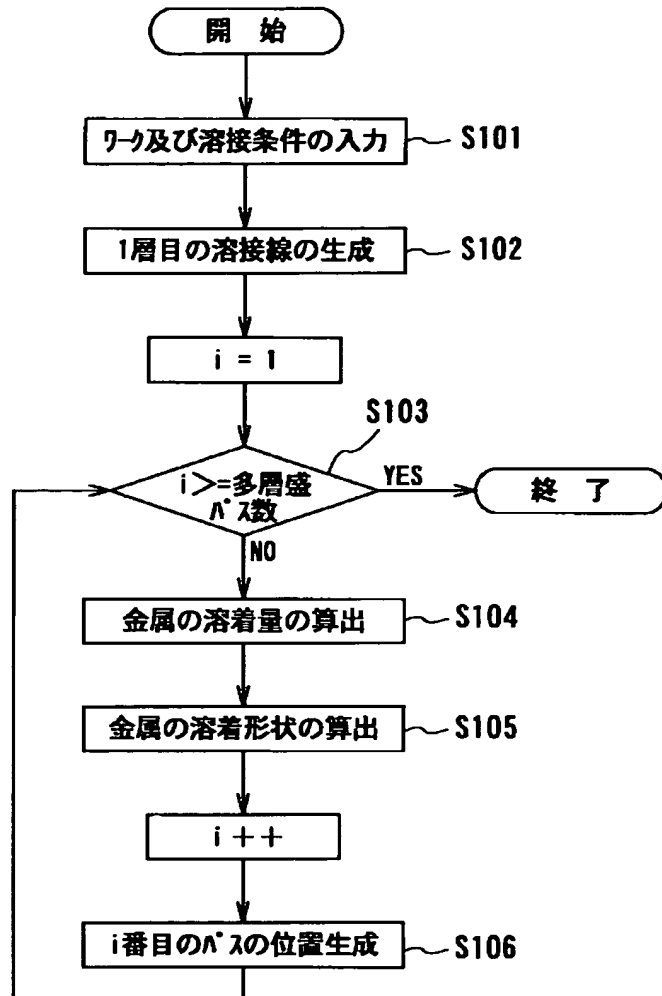 開 始
ワーク及び溶接条件の入力
S101
1層目の溶接線の生成
S102
i = 1
S103
i>=多層盛
パス数
YES
終 了
NO
金属の溶着量の算出
S104
金属の溶着形状の算出
S105
i++
i番目のパスの位置生成
S106